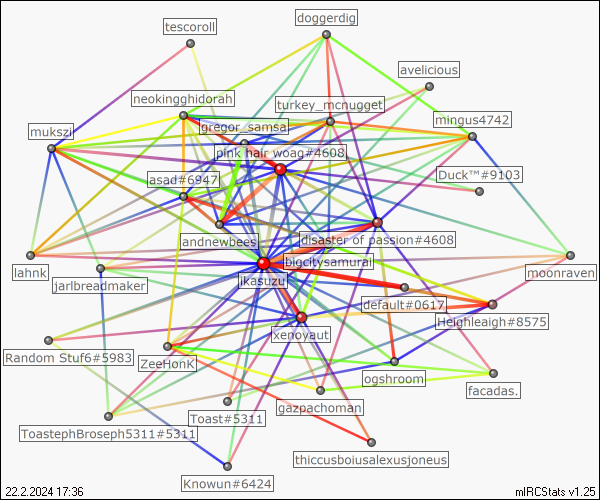 doggerdig
tescoroll
avelicious
neokingghidorah
turkey_mcnugget
mukszi
gregor_samsa
mingus4742
pink hair woag#4608
asad#6947
Duck™#9103
andnewbees
disaster of passion#4608
lahnk
bigcitysamurai
moonraven
jarlbreadmaker
ikasuzu
default#0617
Heighleigh#8575
xenoyaut
Random Stuf6#5983
ZeeHonK
ogshroom
facadas.
gazpachoman
Toast#5311
ToastephBroseph5311#5311
thiccusboiusalexusjoneus
Knowun#6424
22.2.2024 17:36
mIRCStats v1.25